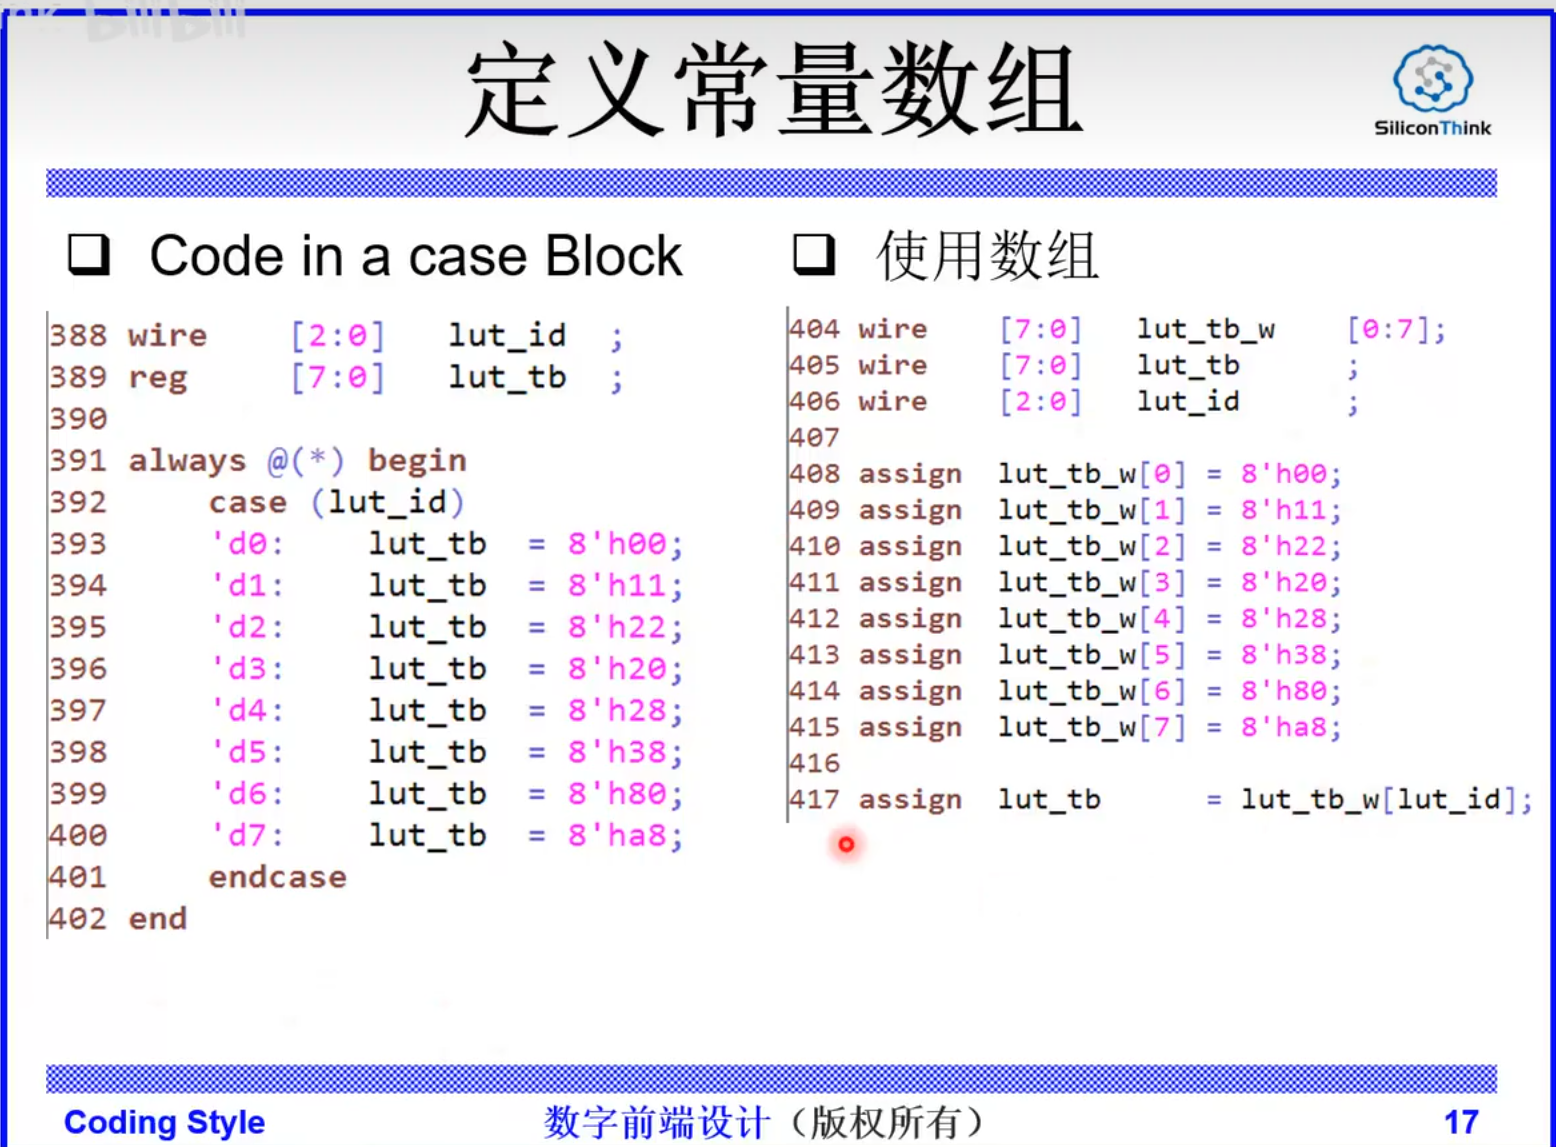 bilibili
定义常量数组
SiliconThink
❑ Code in a case Block
388 wire [2:0] lut_id ;
389 reg [7:0] lut_tb ;
390
391 always @(*) begin
392 case (lut_id)
393 'd0: lut_tb = 8'h00;
394 'd1: lut_tb = 8'h11;
395 'd2: lut_tb = 8'h22;
396 'd3: lut_tb = 8'h20;
397 'd4: lut_tb = 8'h28;
398 'd5: lut_tb = 8'h38;
399 'd6: lut_tb = 8'h80;
400 'd7: lut_tb = 8'ha8;
401 endcase
402 end
❑ 使用数组
404 wire [7:0] lut_tb_w [0:7];
405 wire [7:0] lut_tb ;
406 wire [2:0] lut_id ;
407
408 assign lut_tb_w[0] = 8'h00;
409 assign lut_tb_w[1] = 8'h11;
410 assign lut_tb_w[2] = 8'h22;
411 assign lut_tb_w[3] = 8'h20;
412 assign lut_tb_w[4] = 8'h28;
413 assign lut_tb_w[5] = 8'h38;
414 assign lut_tb_w[6] = 8'h80;
415 assign lut_tb_w[7] = 8'ha8;
416
417 assign lut_tb = lut_tb_w[lut_id];
Coding Style
数字前端设计（版权所有）
17